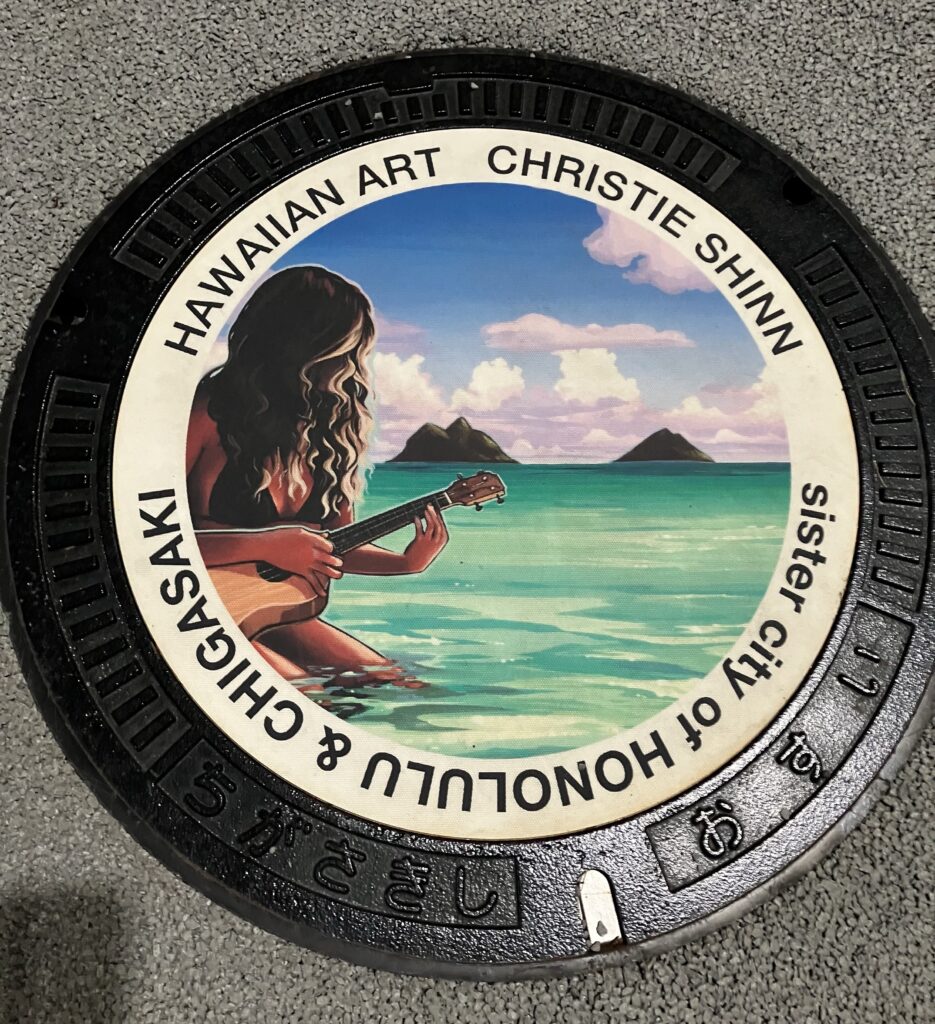 HAWAIIAN ART CHRISTIE SHINN
sister city of HONOLULU & CHIGASAKI
ちがさきし
おすい